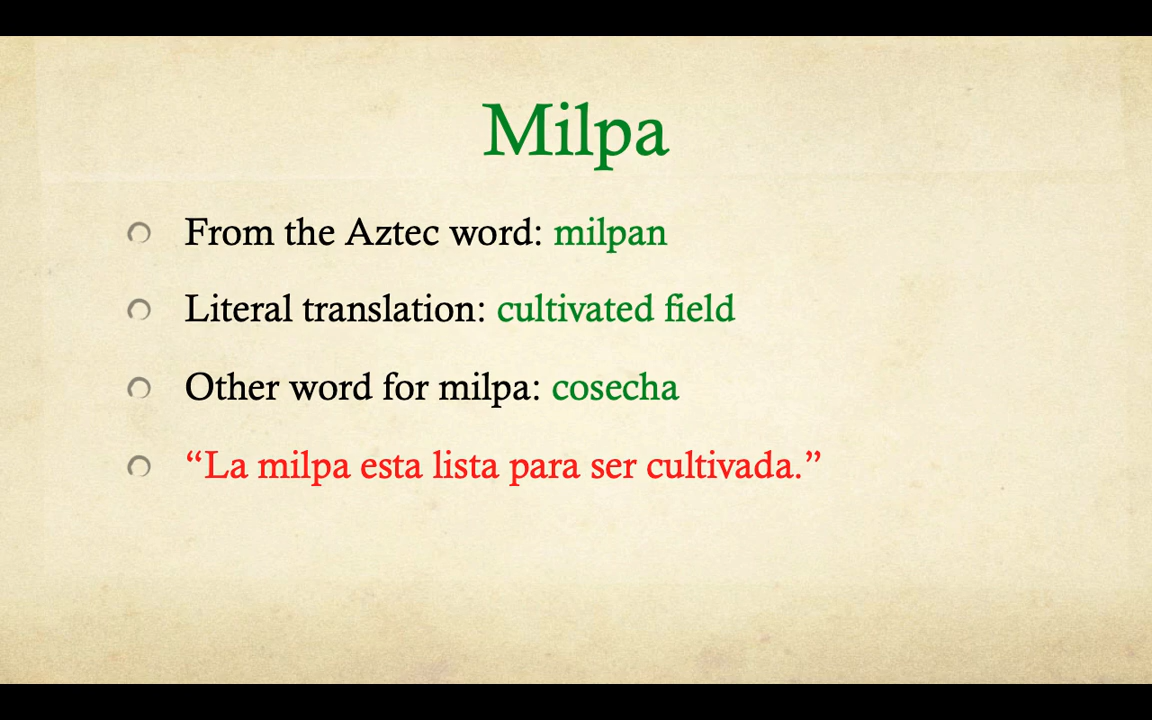 Milpa
From the Aztec word: milpan
Literal translation: cultivated field
Other word for milpa: cosecha
“La milpa esta lista para ser cultivada.”